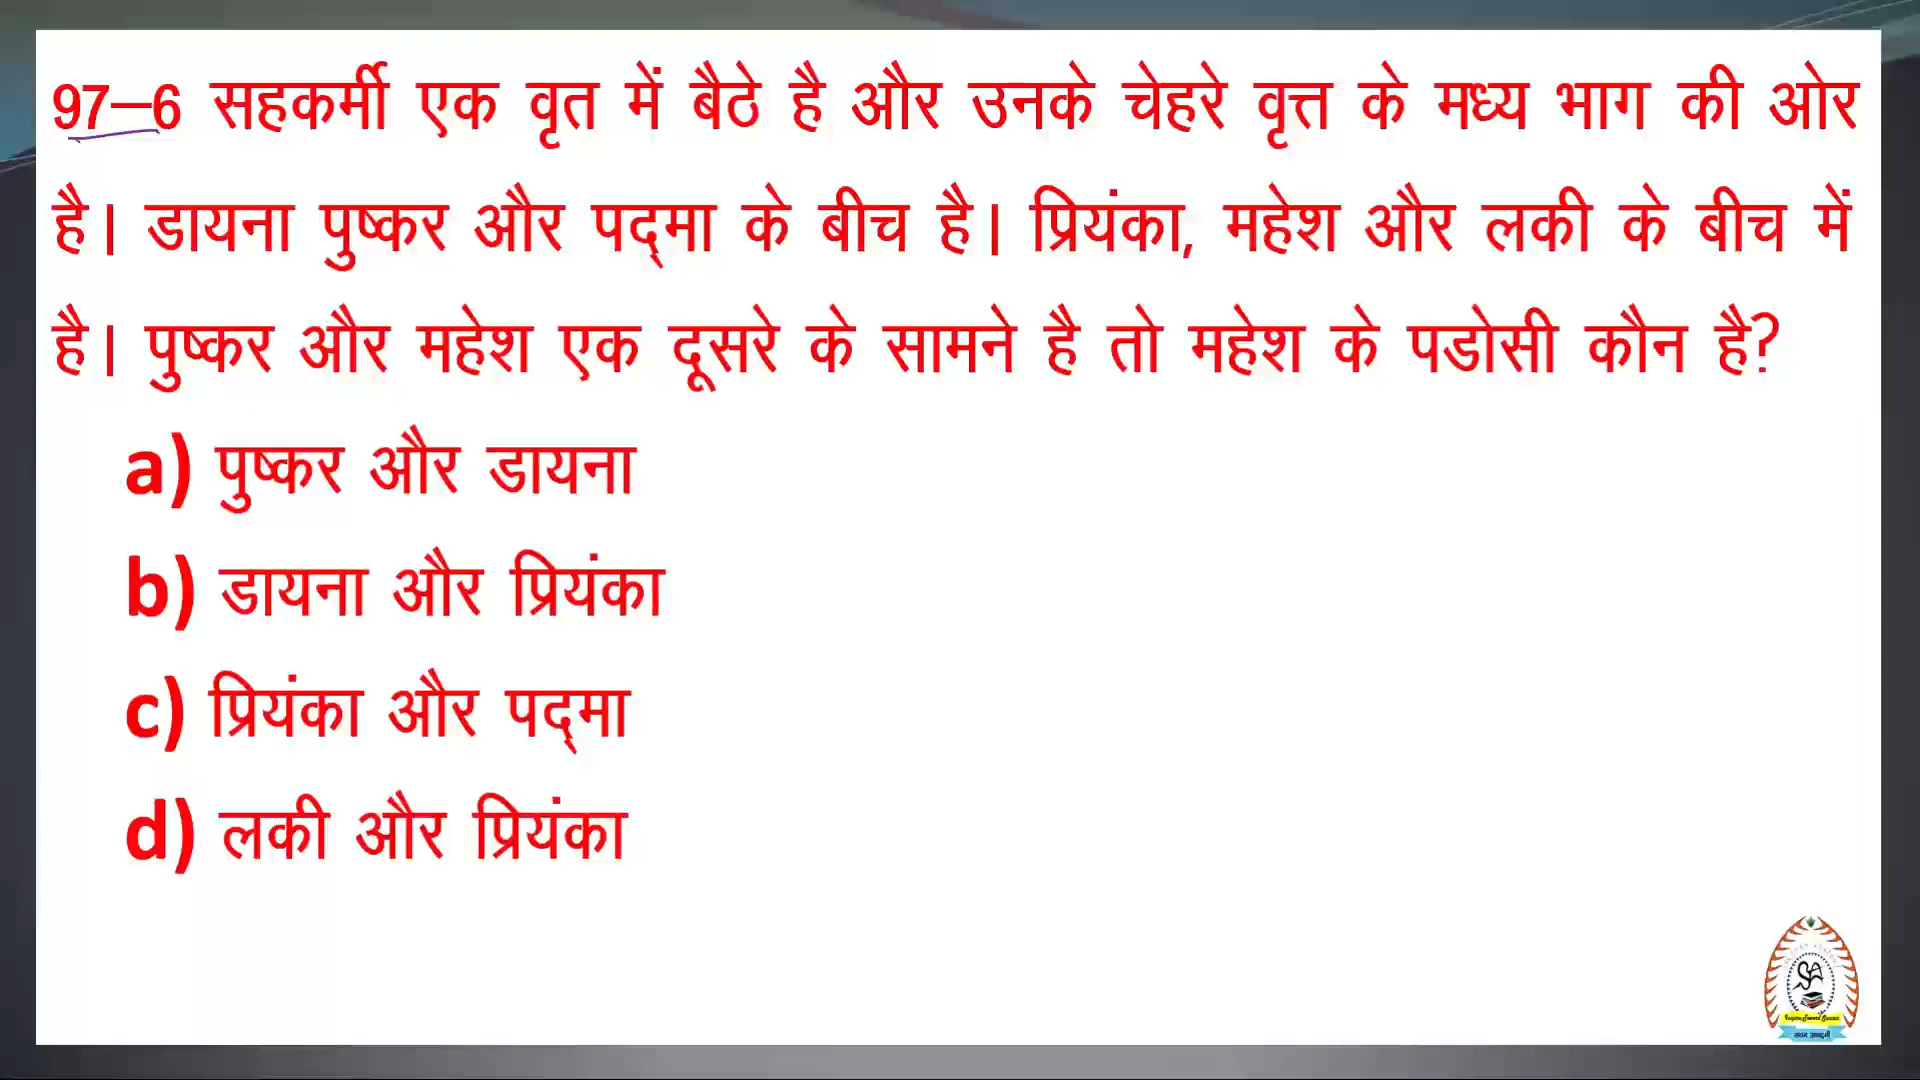 97–6 सहकर्मी एक वृत में बैठे है और उनके चेहरे वृत्त के मध्य भाग की ओर
है। डायना पुष्कर और पद्मा के बीच है। प्रियंका, महेश और लकी के बीच में
है। पुष्कर और महेश एक दूसरे के सामने है तो महेश के पडोसी कौन है?
a) पुष्कर और डायना
b) डायना और प्रियंका
c) प्रियंका और पद्मा
d) लकी और प्रियंका